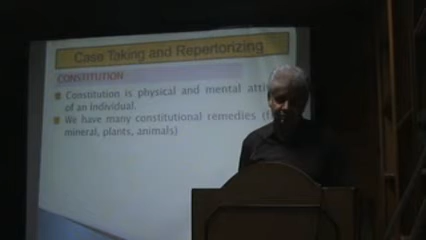 Case Taking and Repertorizing
CONSTITUTION
Constitution is physical and mental
of an Individual.
We have many constitutional remedies
mineral, plants, animals)